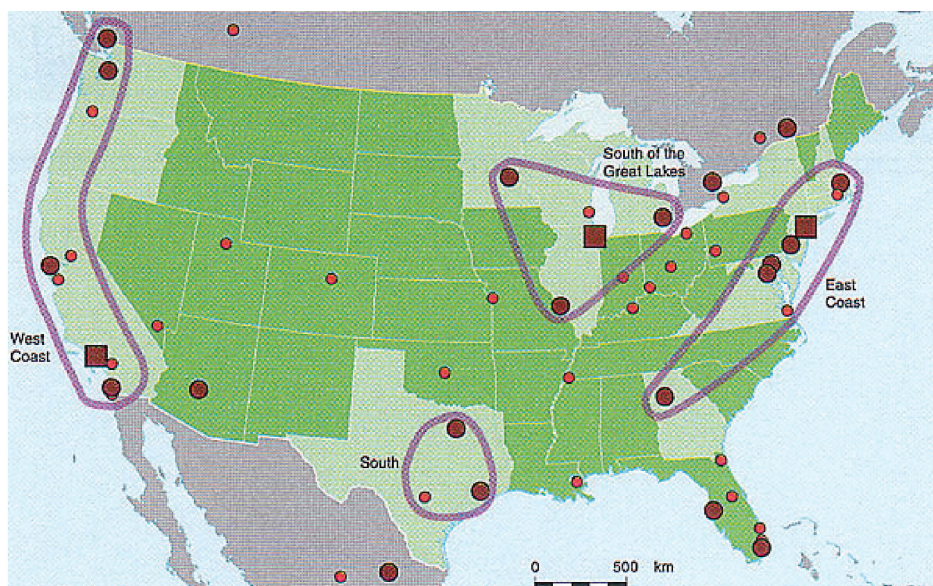 South of the
Great Lakes
East
Coast
West
Coast
South
0 500 km